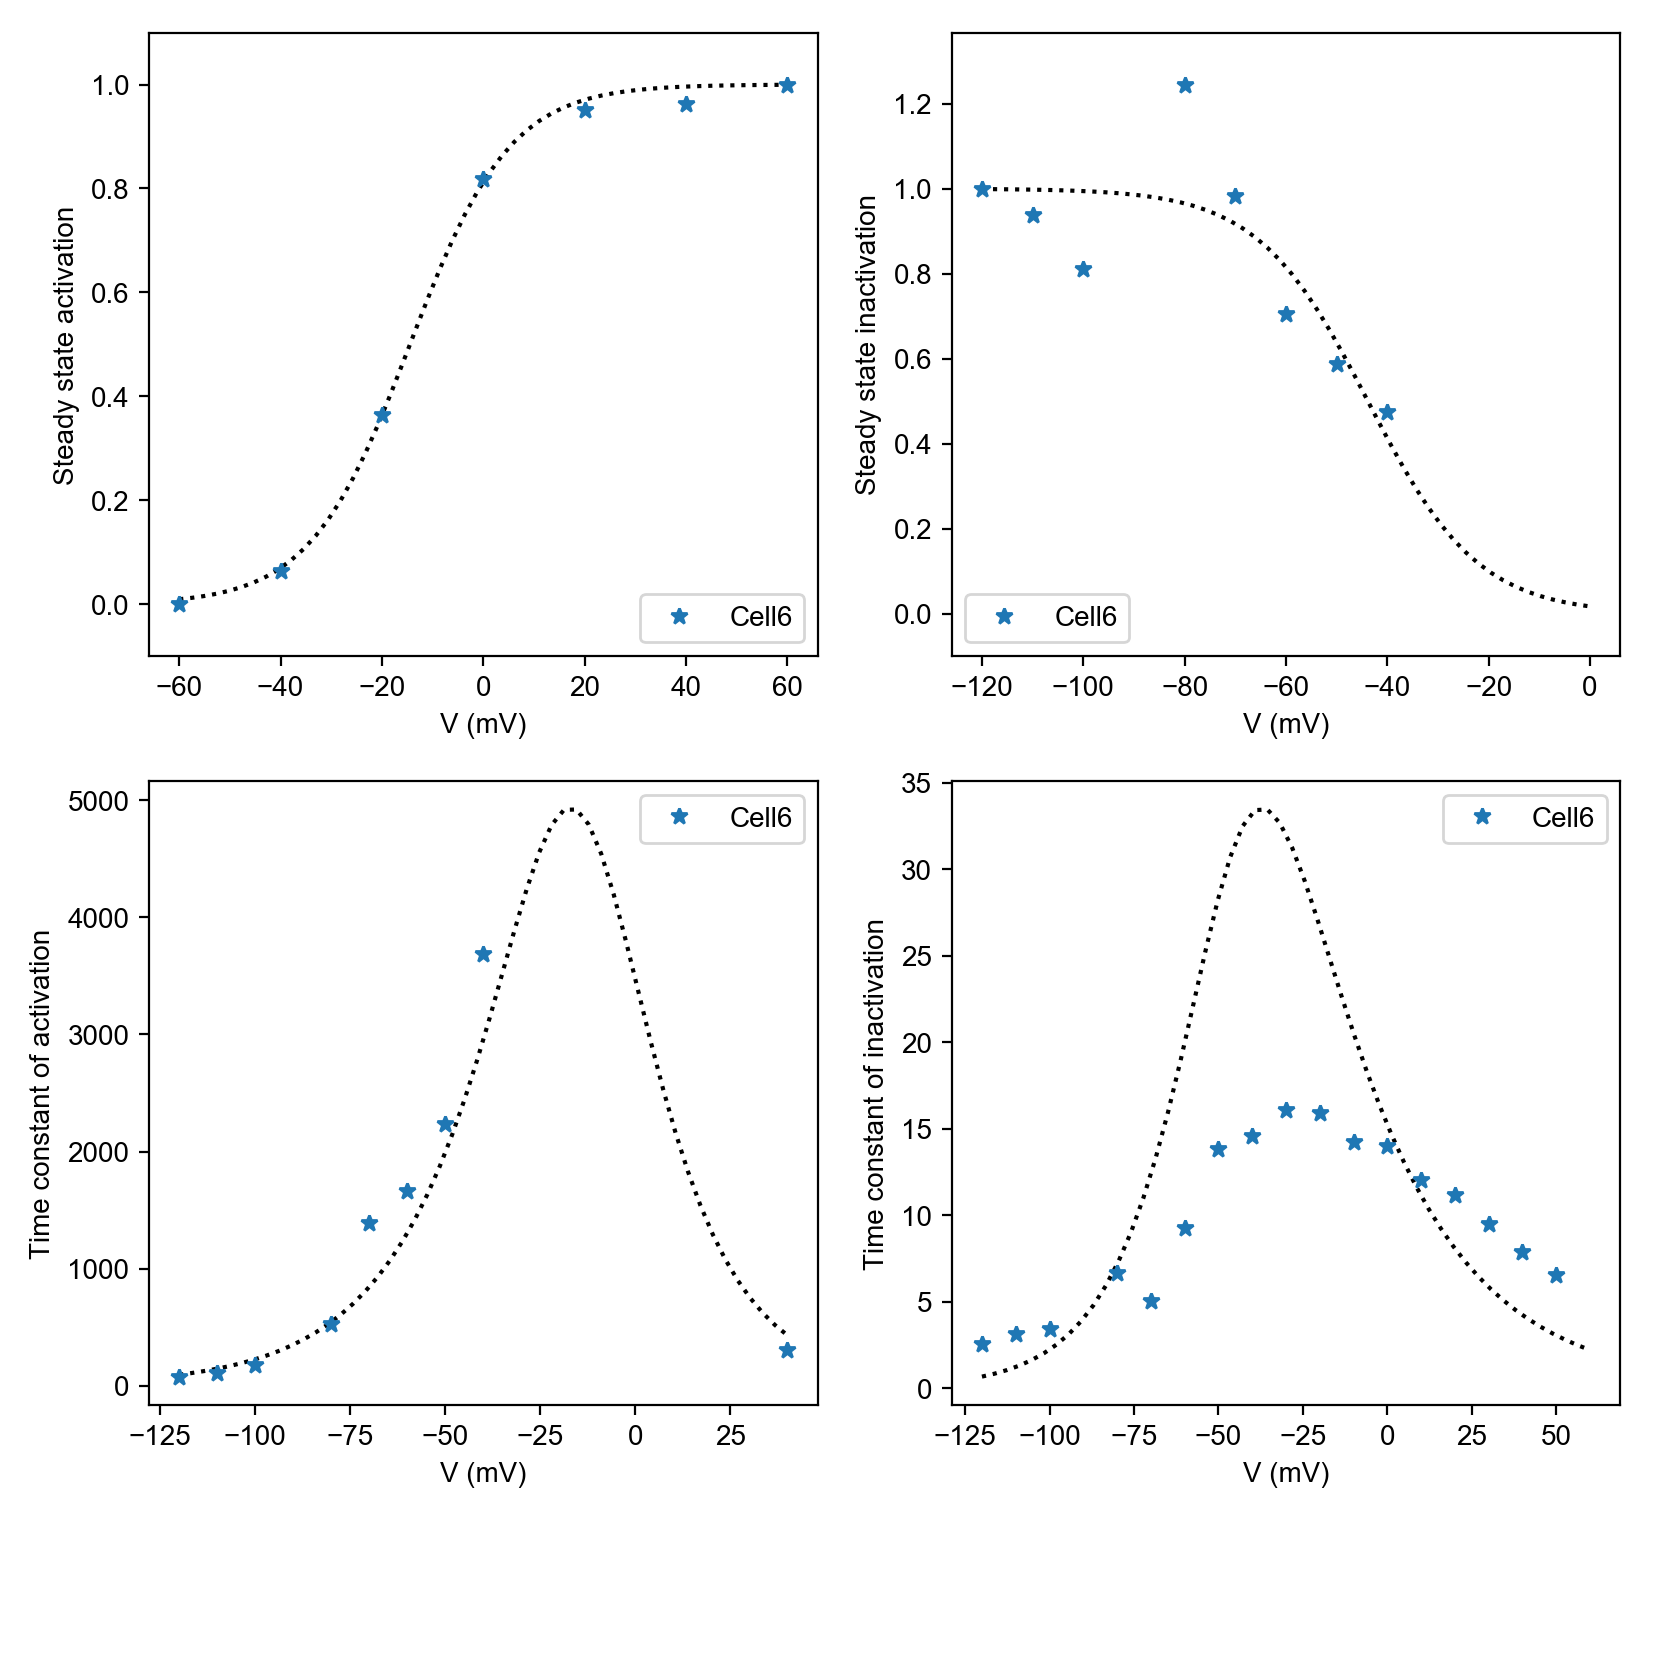 Steady state activation
1.0
0.8
0.6
0.4
0.2
0.0
Cell6
−60 −40 −20 0 20 40 60
V (mV)
Steady state inactivation
1.2
1.0
0.8
0.6
0.4
0.2
0.0
Cell6
−120 −100 −80 −60 −40 −20 0
V (mV)
Time constant of activation
5000
4000
3000
2000
1000
0
Cell6
−125 −100 −75 −50 −25 0 25
V (mV)
Time constant of inactivation
35
30
25
20
15
10
5
0
Cell6
−125 −100 −75 −50 −25 0 25 50
V (mV)